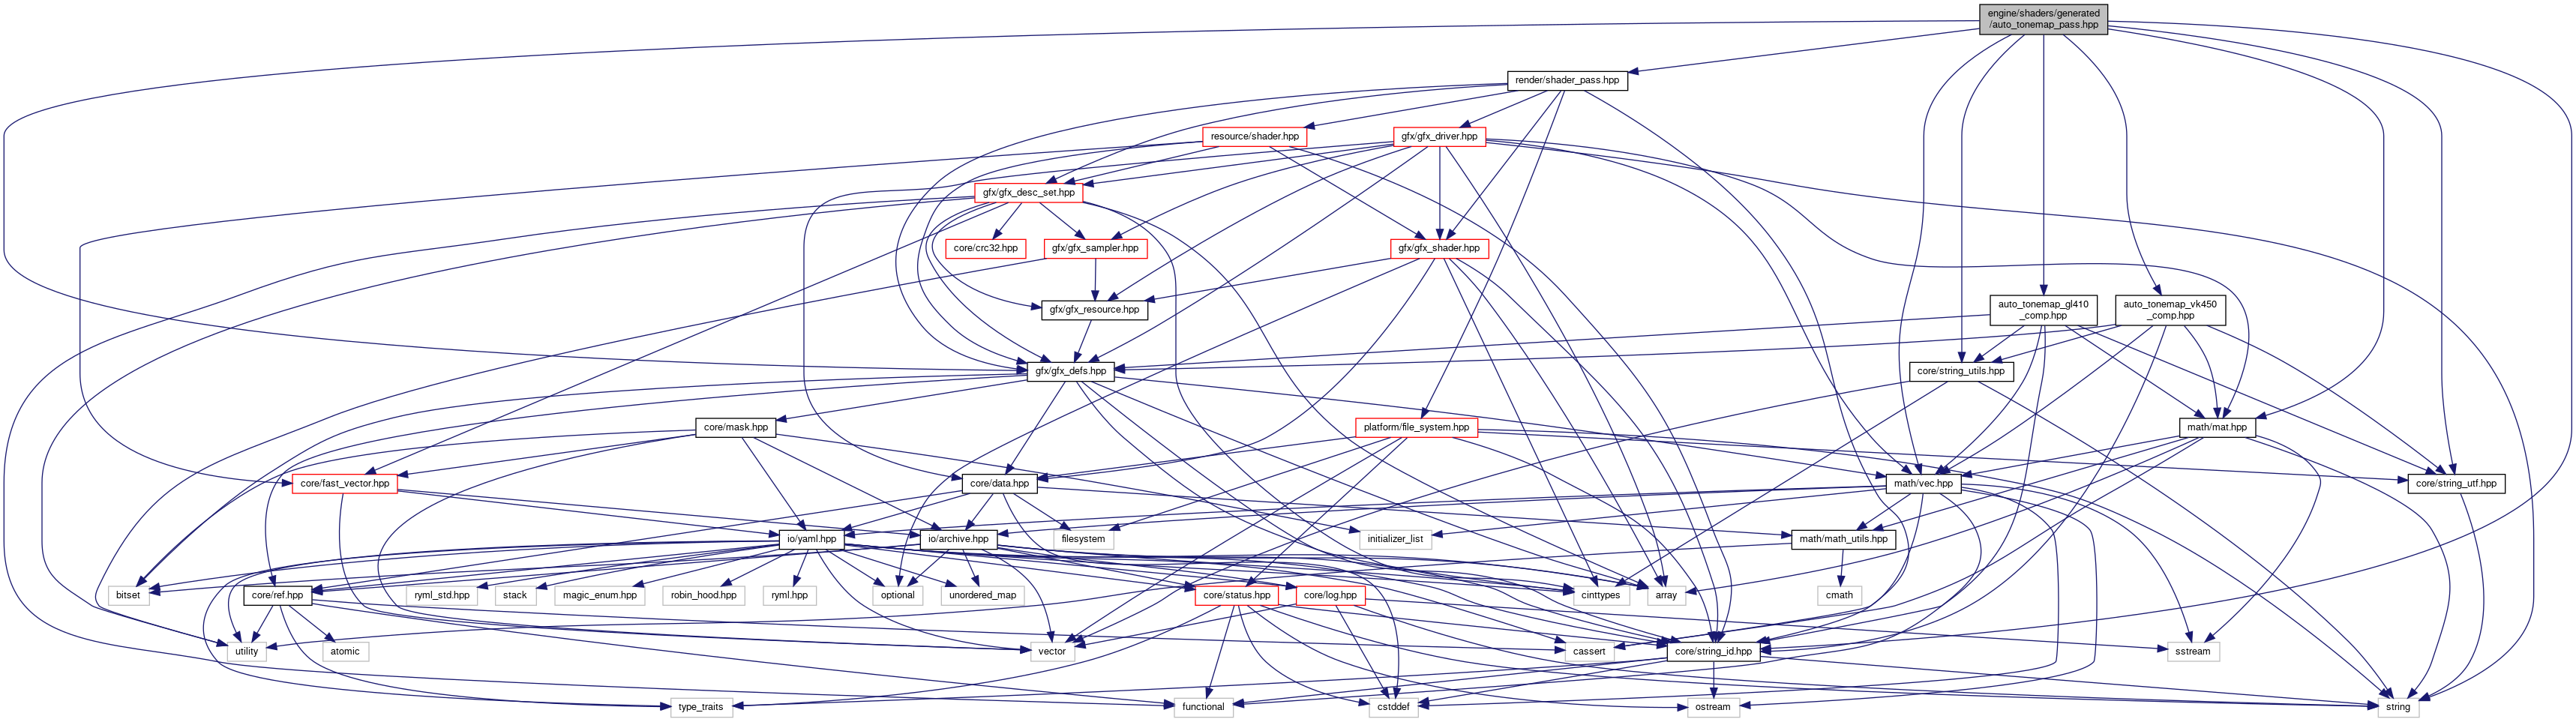 engine/shaders/generated
/auto_tonemap_pass.hpp
render/shader_pass.hpp
resource/shader.hpp
gfx/gfx_driver.hpp
gfx/gfx_desc_set.hpp
core/crc32.hpp
gfx/gfx_sampler.hpp
gfx/gfx_shader.hpp
gfx/gfx_resource.hpp
auto_tonemap_gl410
_comp.hpp
auto_tonemap_vk450
_comp.hpp
gfx/gfx_defs.hpp
core/string_utils.hpp
core/mask.hpp
platform/file_system.hpp
math/mat.hpp
core/fast_vector.hpp
core/data.hpp
math/vec.hpp
core/string_utf.hpp
io/yaml.hpp
io/archive.hpp
filesystem
initializer_list
math/math_utils.hpp
bitset
core/ref.hpp
ryml_std.hpp
stack
magic_enum.hpp
robin_hood.hpp
ryml.hpp
optional
unordered_map
core/status.hpp
core/log.hpp
cinttypes
array
cmath
utility
atomic
vector
cassert
core/string_id.hpp
sstream
type_traits
functional
cstddef
ostream
string